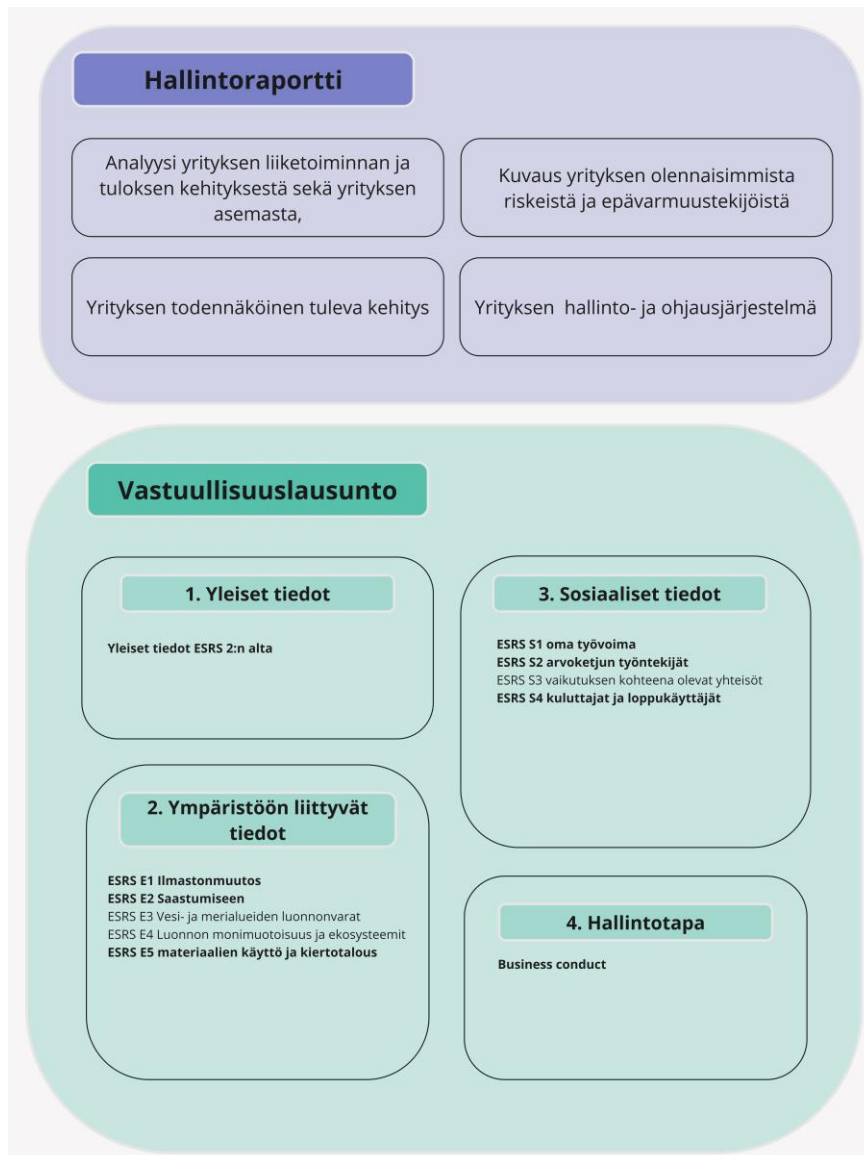 Hallintoraportti
Analyysi yrityksen liiketoiminnan ja
tuloksen kehityksestä sekä yrityksen
asemasta,
Kuvaus yrityksen olennaisimmista
riskeistä ja epävarmuustekijöistä
Yrityksen todennäköinen tuleva kehitys
Yrityksen hallinto- ja ohjausjärjestelmä
Vastuullisuuslausunto
1. Yleiset tiedot
Yleiset tiedot ESRS 2:n alta
2. Ympäristöön liittyvät
tiedot
ESRS E1 Ilmastonmuutos
ESRS E2 Saastumiseen
ESRS E3 Vesi- ja merialueiden luonnonvarat
ESRS E4 Luonnon monimuotoisuus ja ekosysteemit
ESRS E5 materiaalien käyttö ja kiertotalous
3. Sosiaaliset tiedot
ESRS S1 oma työvoima
ESRS S2 arvoketjun työntekijät
ESRS S3 vaikutuksen kohteena olevat yhteisöt
ESRS S4 kuluttajat ja loppukäyttäjät
4. Hallintotapa
Business conduct